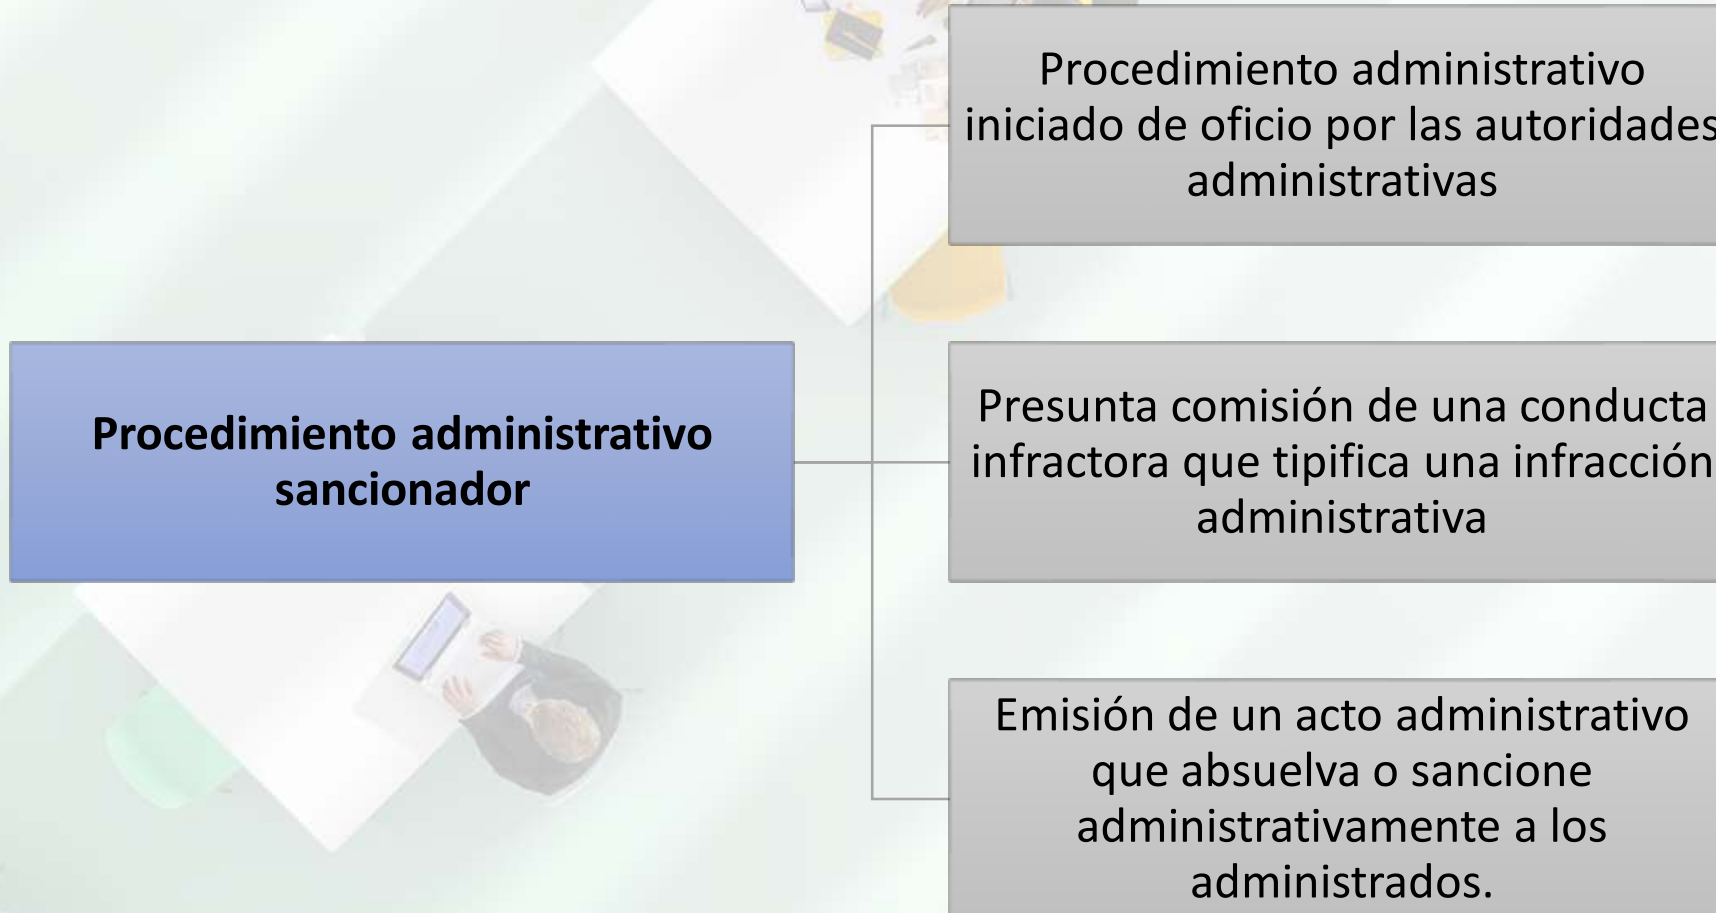 Procedimiento administrativo
sancionador
Procedimiento administrativo
iniciado de oficio por las autoridades
administrativas
Presunta comisión de una conducta
infractora que tipifica una infracción
administrativa
Emisión de un acto administrativo
que absuelva o sancione
administrativamente a los
administrados.